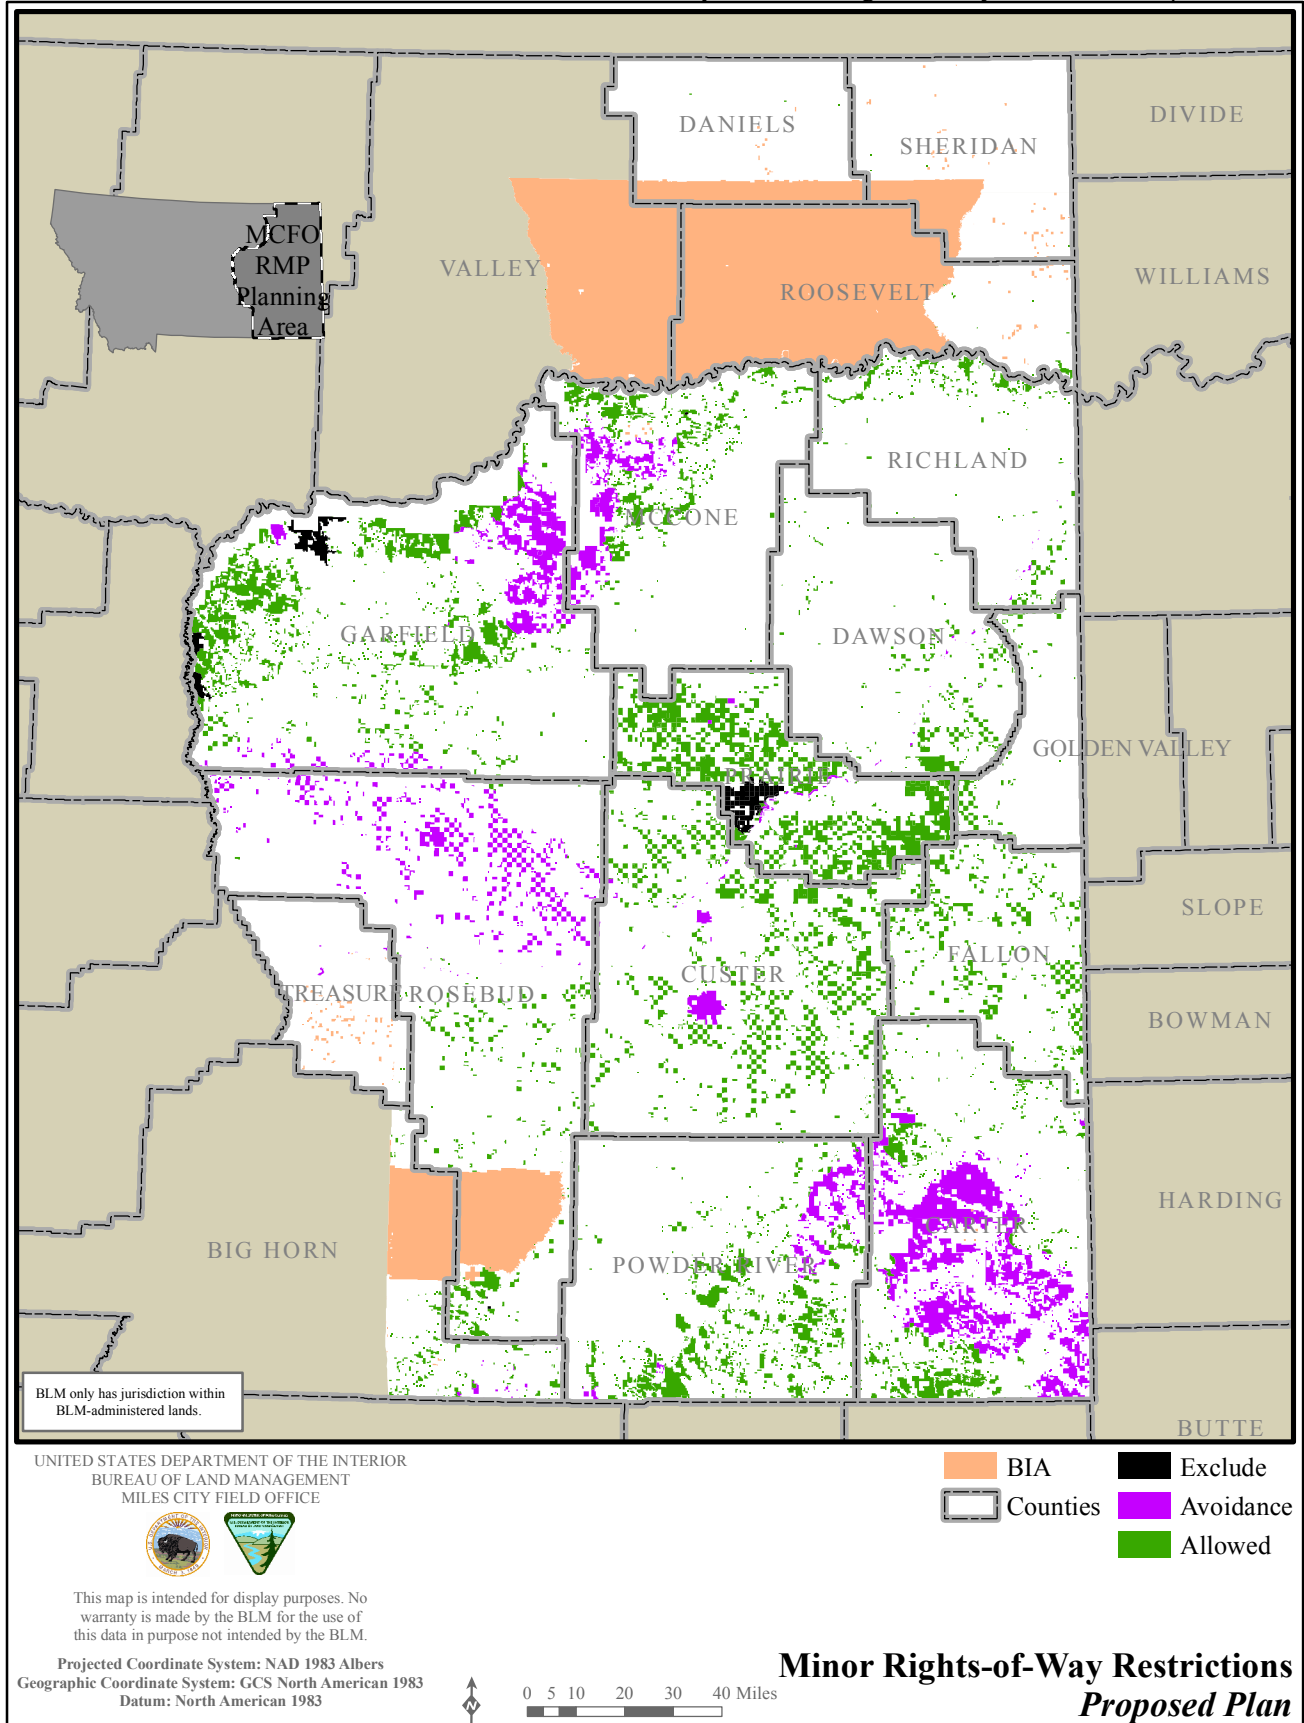 DANIELS
SHERIDAN
DIVIDE
MCFO
RMP
Planning
Area
VALLEY
ROOSEVELT
WILLIAMS
RICHLAND
MCCONE
GARFIELD
DAWSON
GOLDEN VALLEY
PRAIRIE
SLOPE
FALLON
CUSTER
TREASURE
ROSEBUD
BOWMAN
HARDING
CARTER
BIG HORN
POWDER RIVER
BUTTE
BLM only has jurisdiction within
BLM-administered lands.
UNITED STATES DEPARTMENT OF THE INTERIOR
BUREAU OF LAND MANAGEMENT
MILES CITY FIELD OFFICE
This map is intended for display purposes. No
warranty is made by the BLM for the use of
this data in purpose not intended by the BLM.
Projected Coordinate System: NAD 1983 Albers
Geographic Coordinate System: GCS North American 1983
Datum: North American 1983
N
0 5 10 20 30 40 Miles
BIA
Counties
Exclude
Avoidance
Allowed
Minor Rights-of-Way Restrictions
Proposed Plan